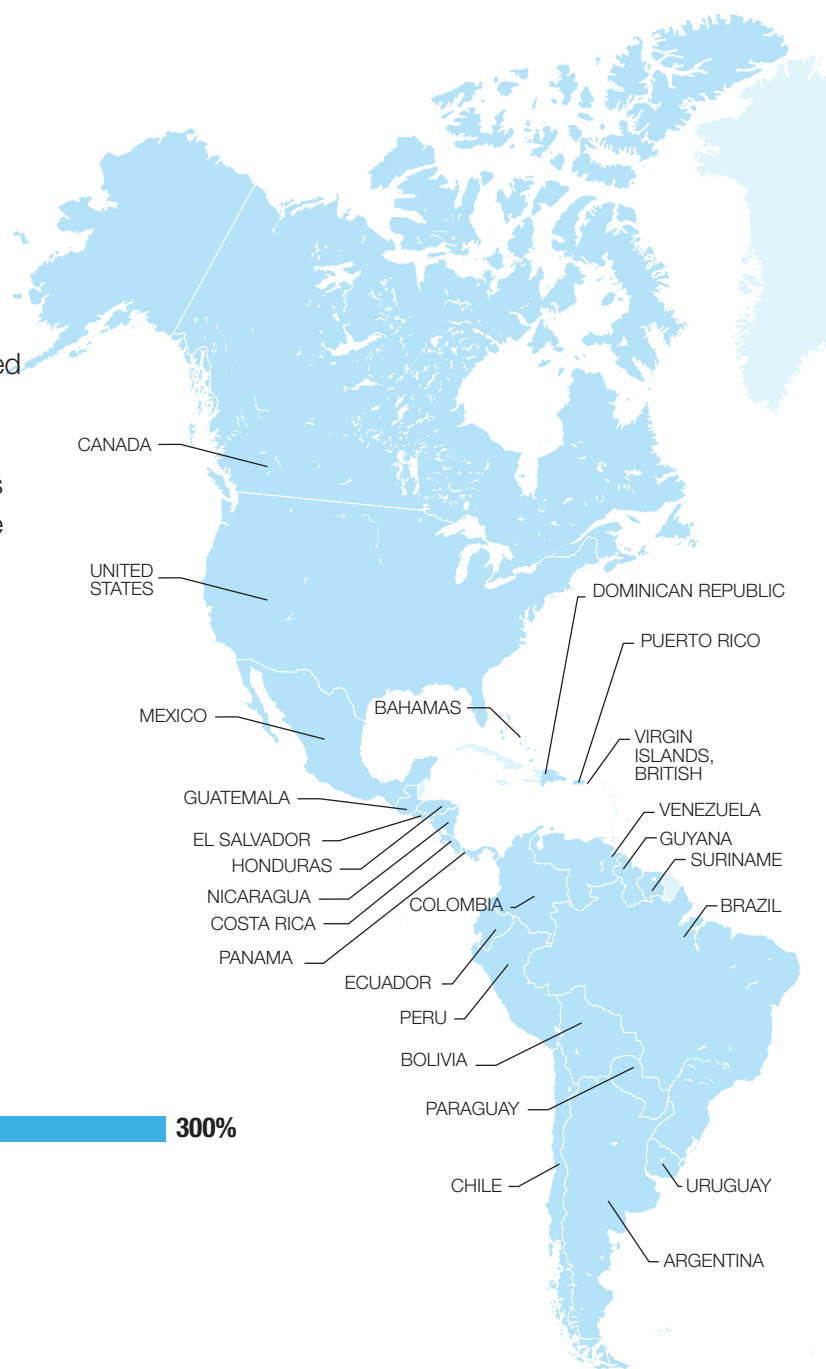 ed
CANADA
s
e
UNITED
STATES
DOMINICAN REPUBLIC
PUERTO RICO
MEXICO
BAHAMAS
VIRGIN
ISLANDS,
BRITISH
GUATEMALA
VENEZUELA
EL SALVADOR
GUYANA
HONDURAS
SURINAME
NICARAGUA
COLOMBIA
BRAZIL
COSTA RICA
PANAMA
ECUADOR
PERU
BOLIVIA
PARAGUAY
300%
CHILE
URUGUAY
ARGENTINA